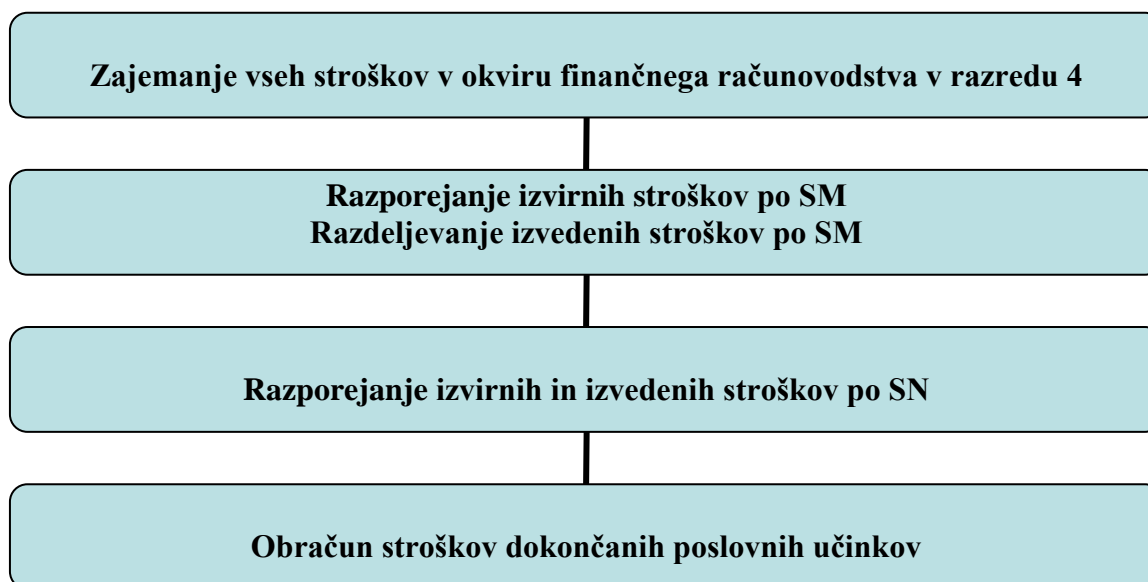 Zajemanje vseh stroškov v okviru finančnega računovodstva v razredu 4
Razporejanje izvirnih stroškov po SM
Razdeljevanje izvedenih stroškov po SM
Razporejanje izvirnih in izvedenih stroškov po SN
Obračun stroškov dokončanih poslovnih učinkov